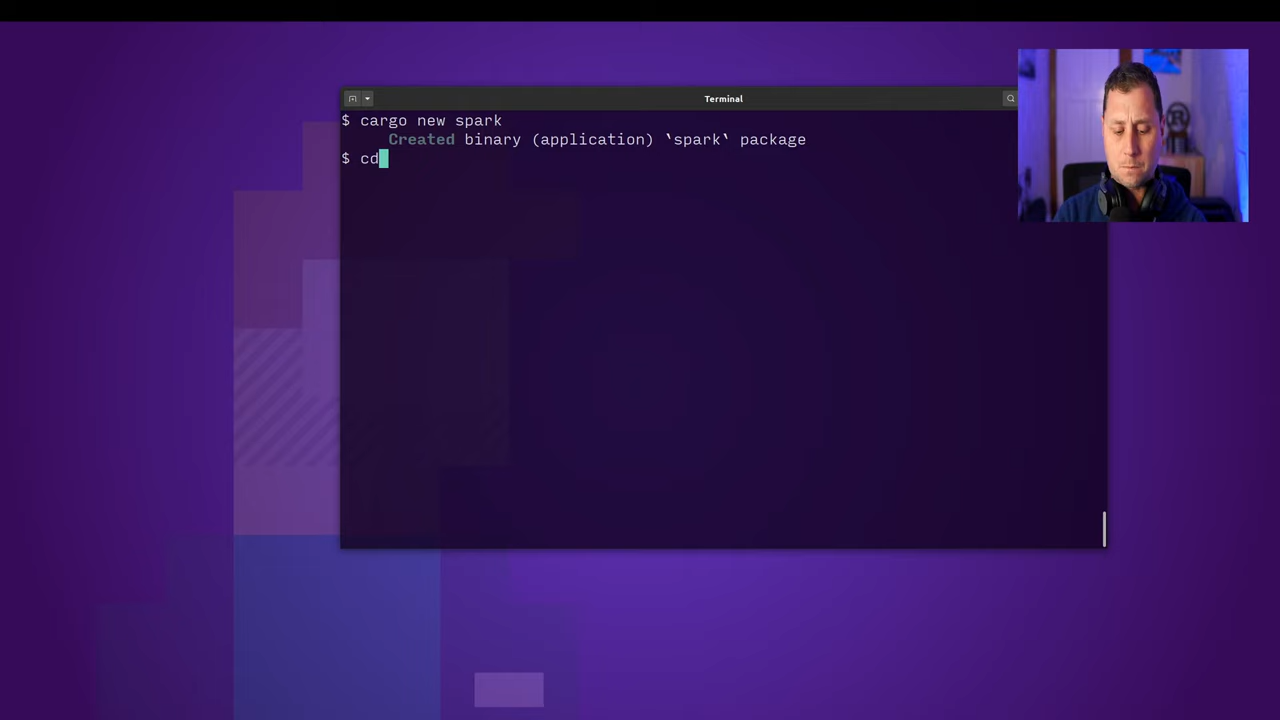 Terminal
$ cargo new spark
Created binary (application) `spark` package
$ cd